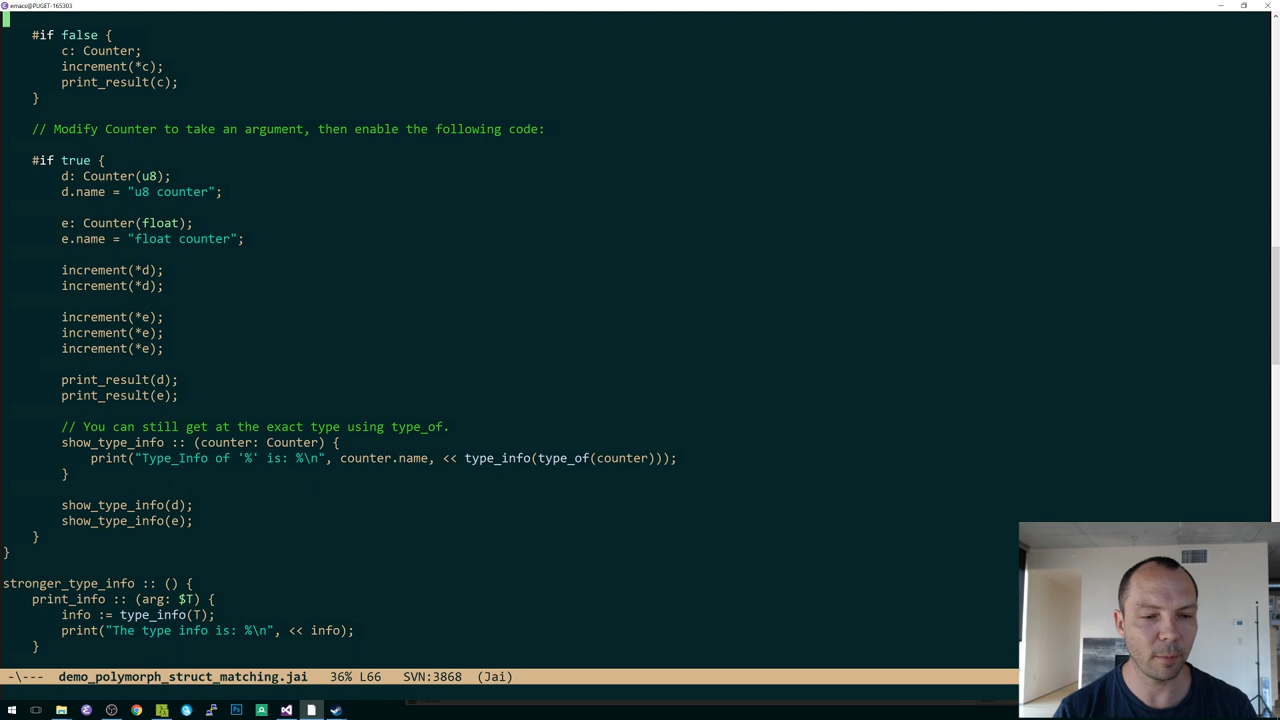 emacs@PUGET-165303
#if false {
c: Counter;
increment(*c);
print_result(c);
}
// Modify Counter to take an argument, then enable the following code:
#if true {
d: Counter(u8);
d.name = "u8 counter";
e: Counter(float);
e.name = "float counter";
increment(*d);
increment(*d);
increment(*e);
increment(*e);
increment(*e);
print_result(d);
print_result(e);
// You can still get at the exact type using type_of.
show_type_info :: (counter: Counter) {
print("Type_Info of '%' is: %\n", counter.name, << type_info(type_of(counter)));
}
show_type_info(d);
show_type_info(e);
}
}
stronger_type_info :: () {
print_info :: (arg: $T) {
info := type_info(T);
print("The type info is: %\n", << info);
}
-\--- demo_polymorph_struct_matching.jai 36% L66 SVN:3868 (Jai)